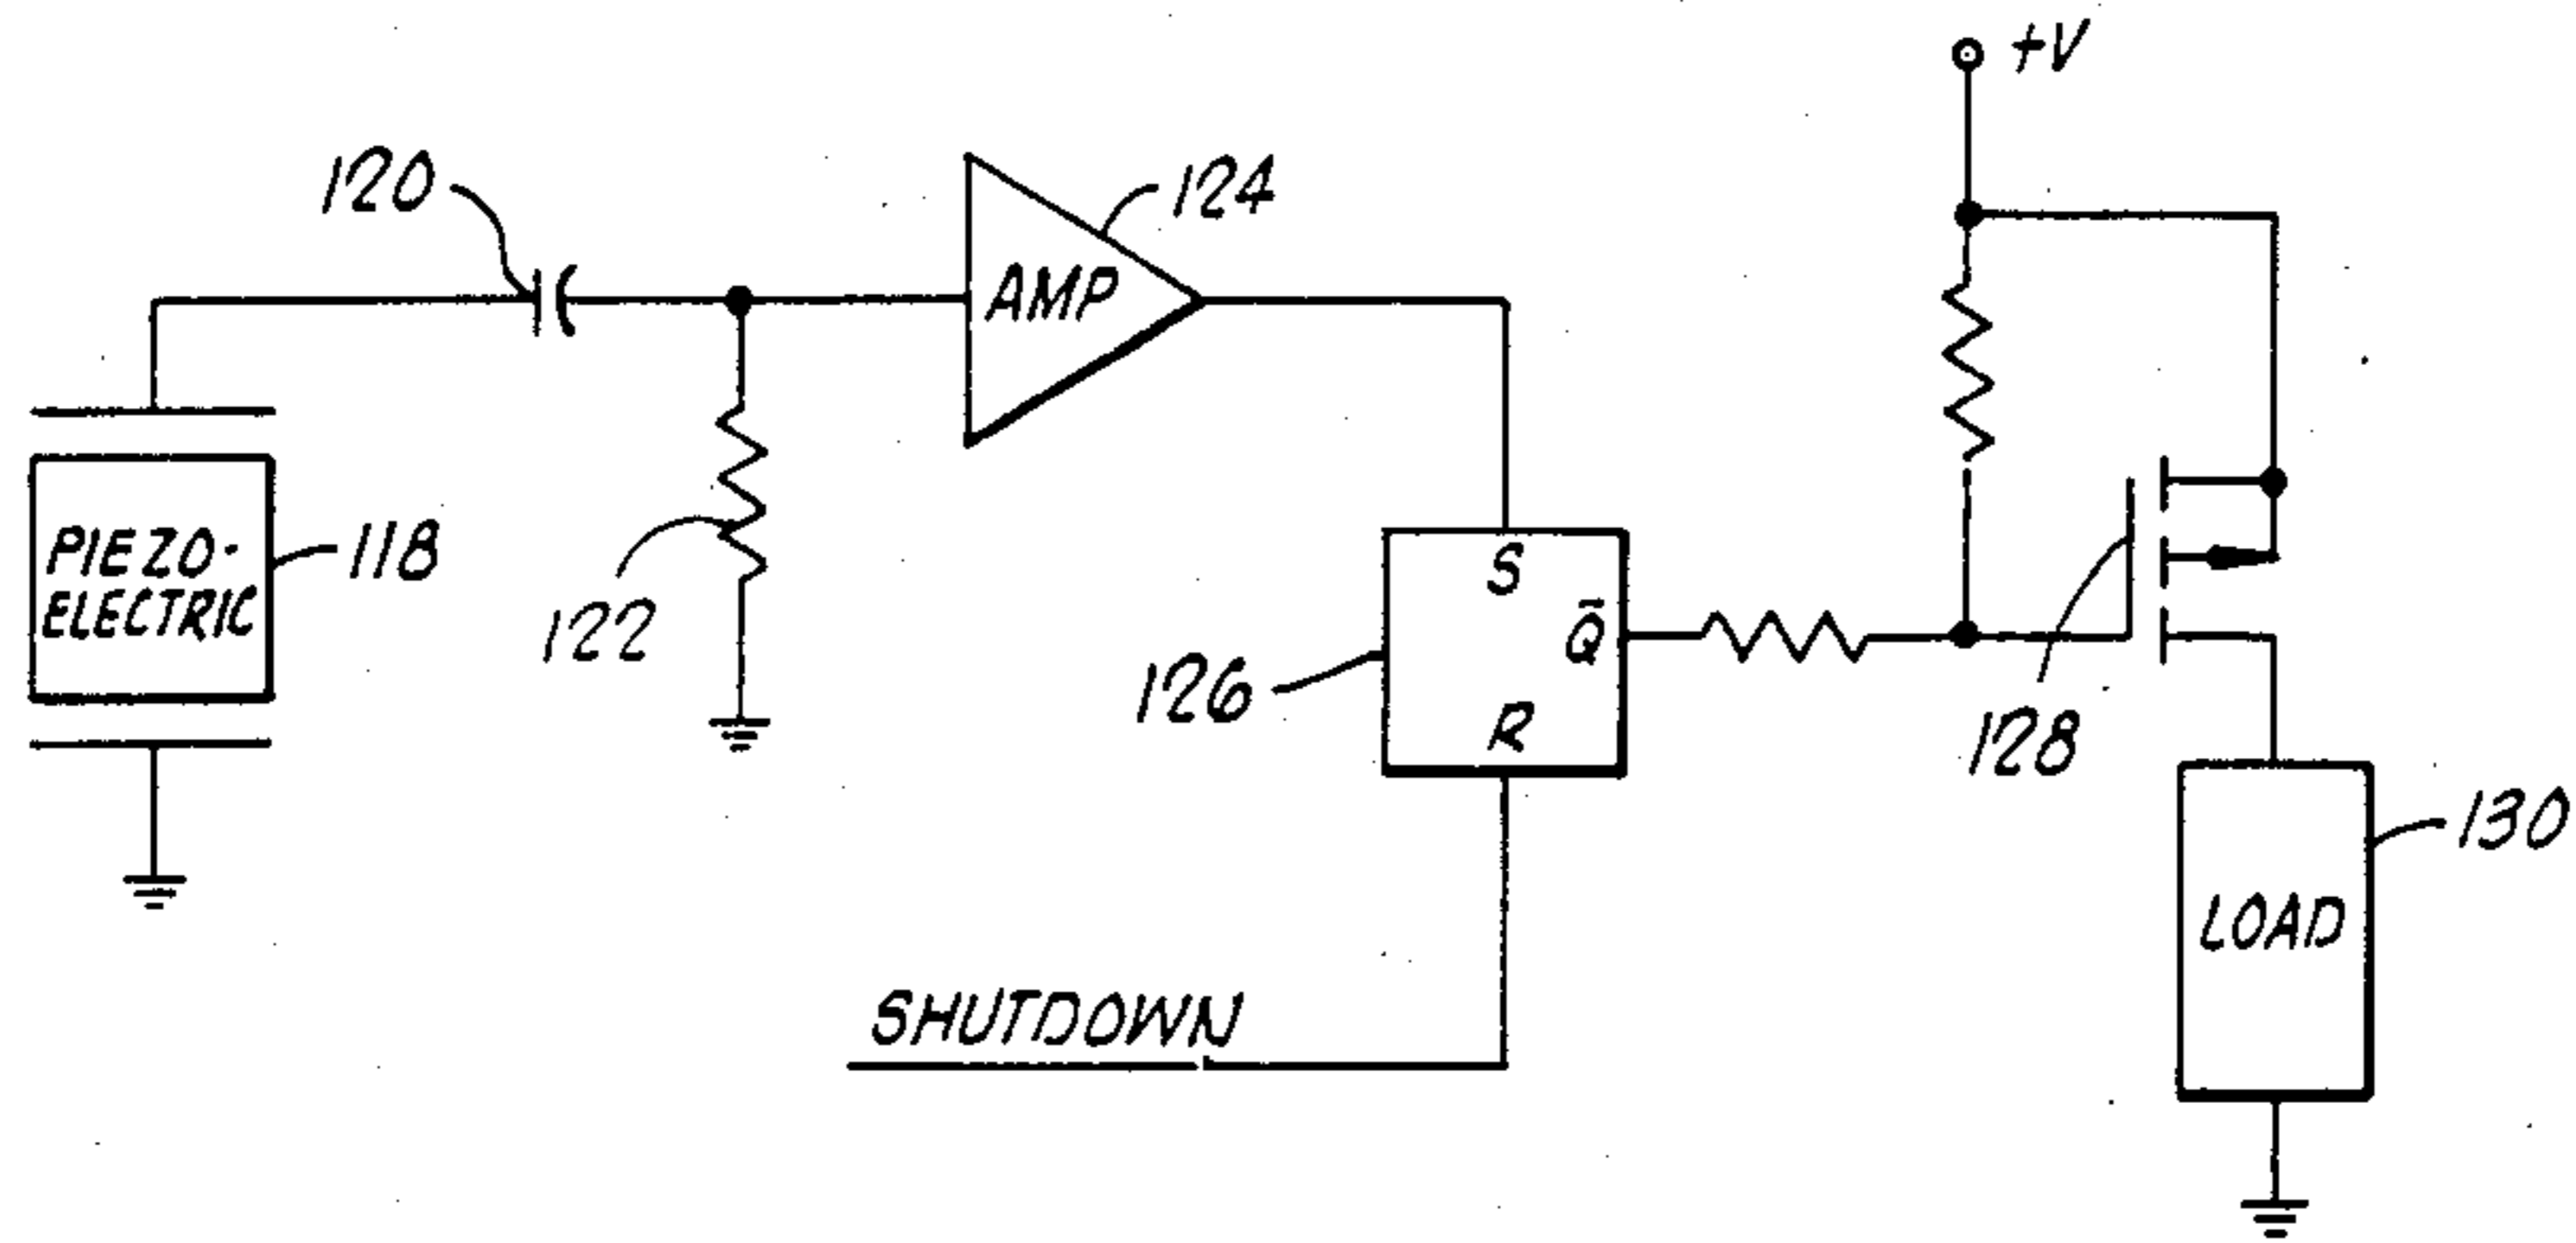 +V
120
124
AMP
PIEZO-
ELECTRIC
118
122
S
Q̄
R
126
128
130
LOAD
SHUTDOWN